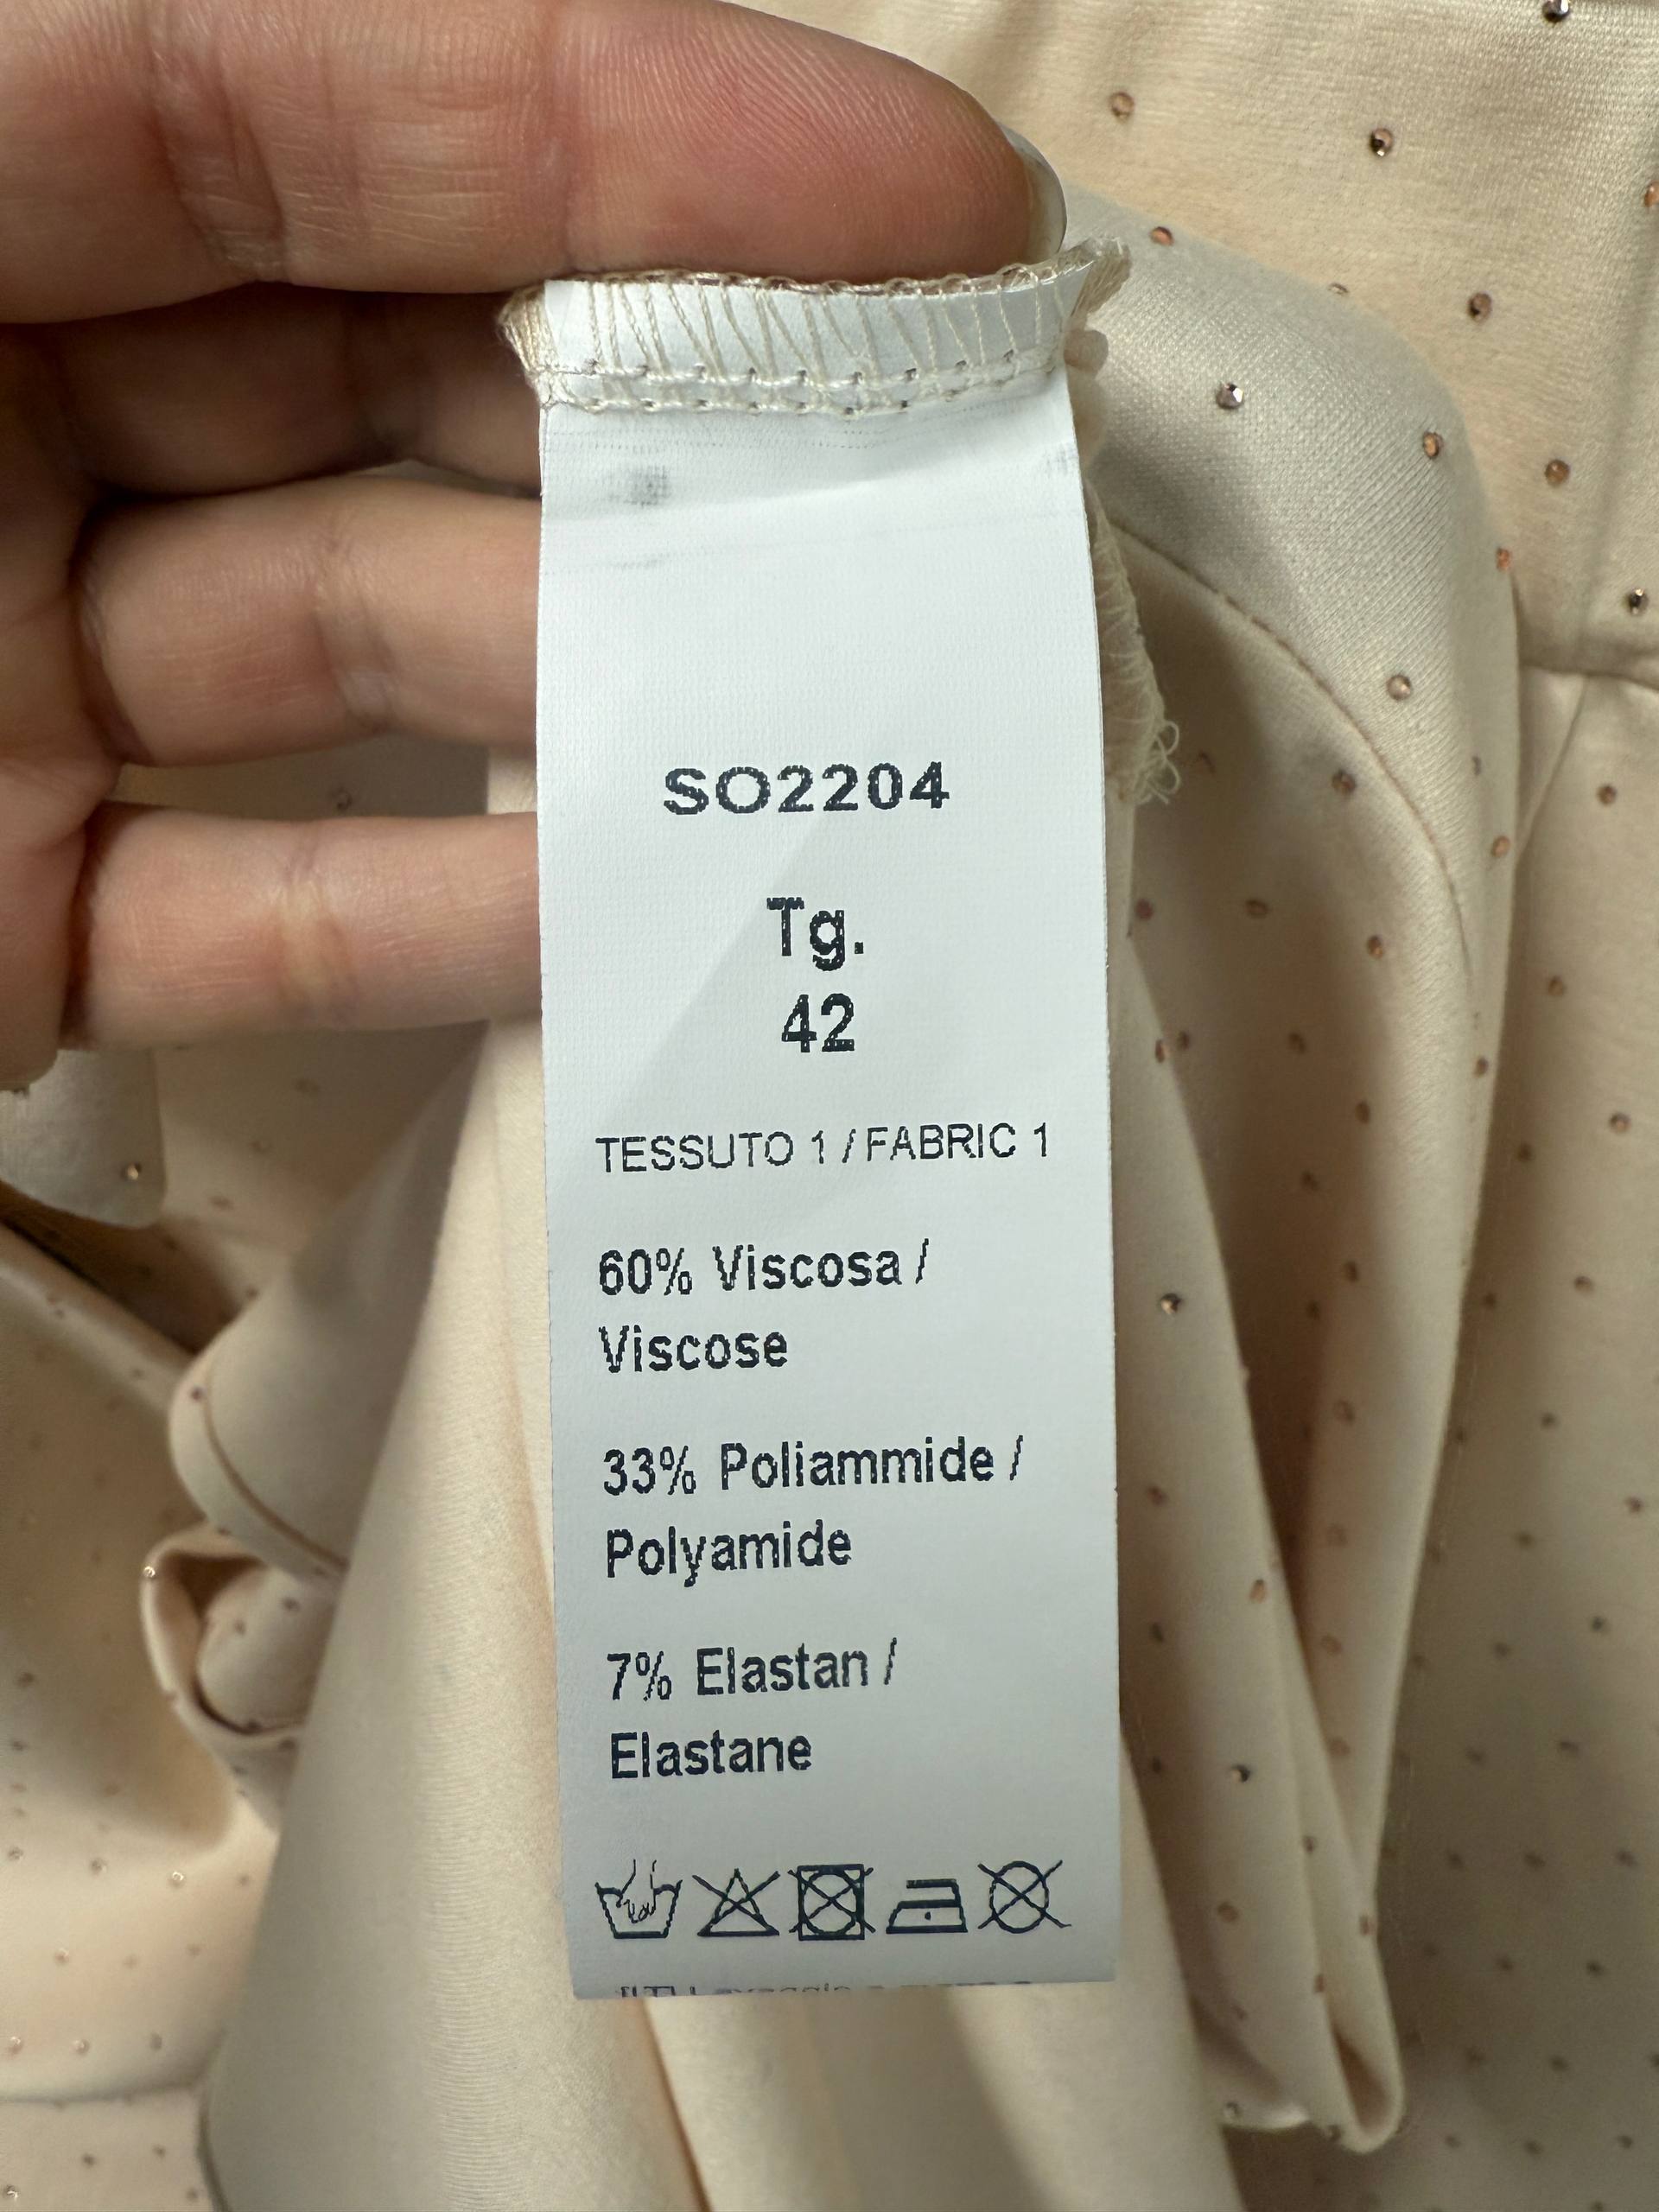 SO2204
Tg.
42
TESSUTO 1 / FABRIC 1
60% Viscosa /
Viscose
33% Poliammide /
Polyamide
7% Elastan /
Elastane